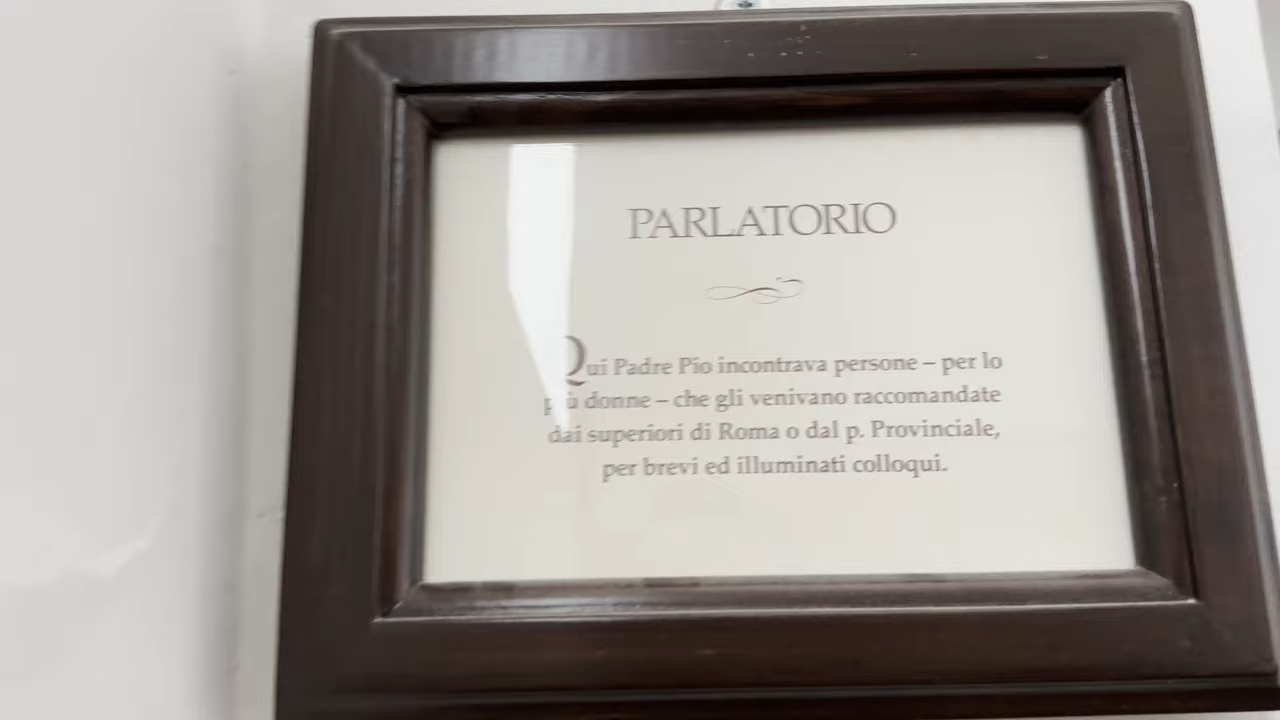 PARLATORIO
Qui Padre Pio incontrava persone – per lo
più donne – che gli venivano raccomandate
dai superiori di Roma o dal p. Provinciale,
per brevi ed illuminati colloqui.